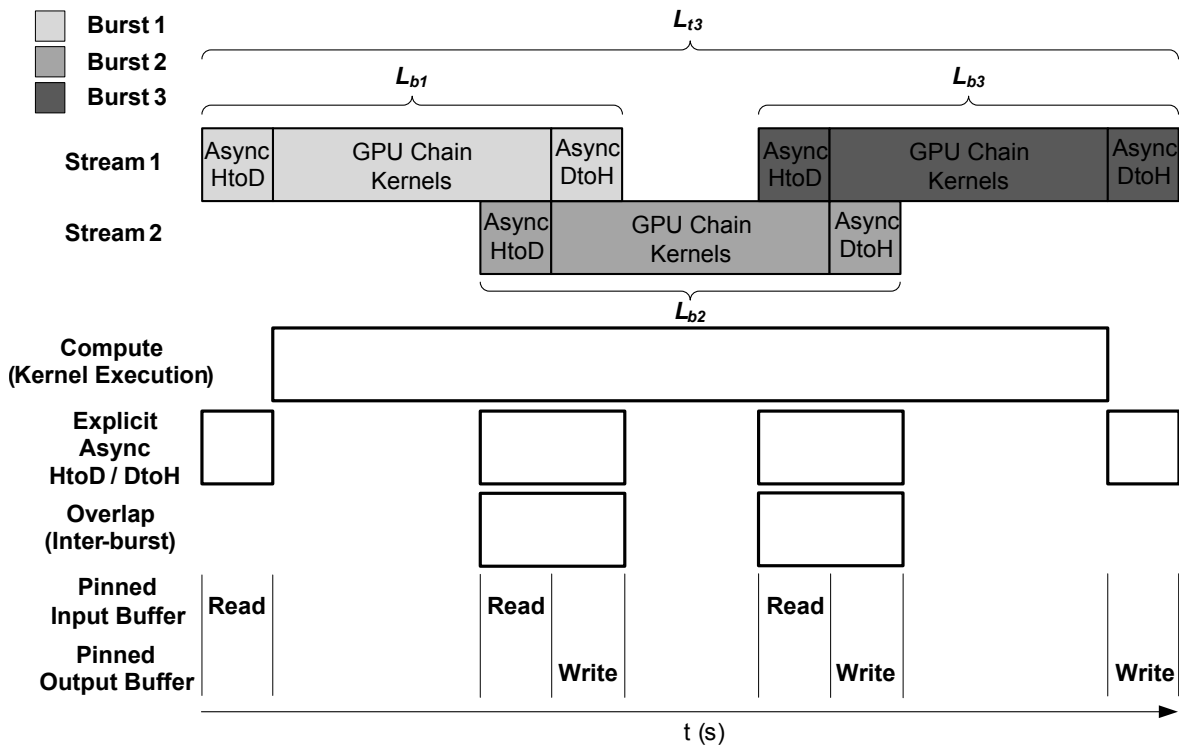 Burst 1
Burst 2
Burst 3
L_t3
L_b1
L_b3
Stream 1
Async HtoD
GPU Chain Kernels
Async DtoH
Async HtoD
GPU Chain Kernels
Async DtoH
Stream 2
Async HtoD
GPU Chain Kernels
Async DtoH
L_b2
Compute
(Kernel Execution)
Explicit
Async
HtoD / DtoH
Overlap
(Inter-burst)
Pinned
Input Buffer
Read
Read
Read
Pinned
Output Buffer
Write
Write
Write
t (s)